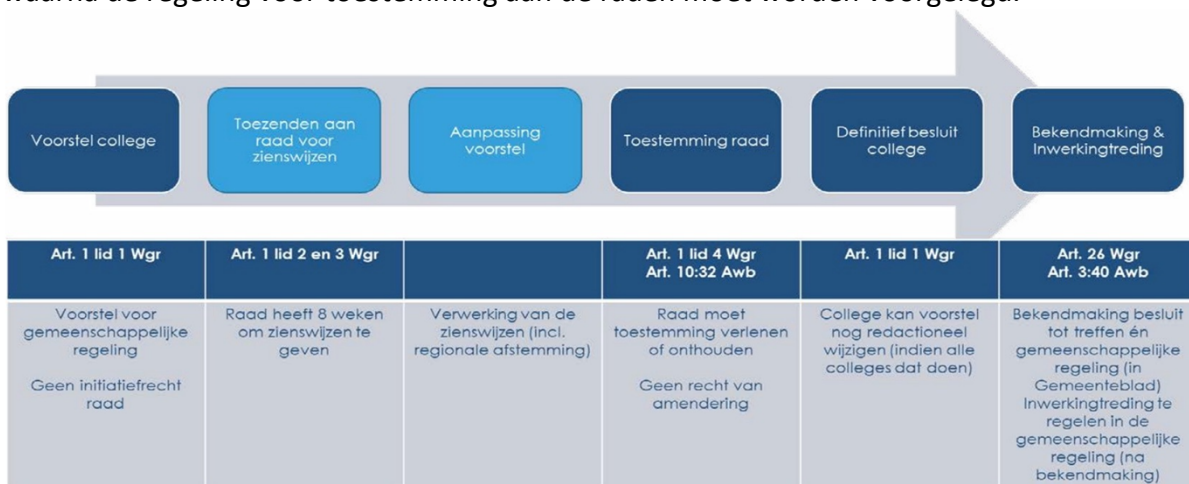 waarna de regeling voor toestemming aan de raden moet worden voorgelegd.
Voorstel college
Toezenden aan
raad voor
zienswijzen
Aanpassing
voorstel
Toestemming raad
Definitief besluit
college
Bekendmaking &
Inwerkingtreding
Art. 1 lid 1 Wgr
Art. 1 lid 2 en 3 Wgr
Art. 1 lid 4 Wgr
Art. 10:32 Awb
Art. 1 lid 1 Wgr
Art. 26 Wgr
Art. 3:40 Awb
Voorstel voor
gemeenschappelijke
regeling
Geen initiatiefrecht
raad
Raad heeft 8 weken
om zienswijzen te
geven
Verwerking van de
zienswijzen (incl.
regionale afstemming)
Raad moet
toestemming verlenen
of onthouden
Geen recht van
amendering
College kan voorstel
nog redactioneel
wijzigen (indien alle
colleges dat doen)
Bekendmaking besluit
tot treffen én
gemeenschappelijke
regeling (in
Gemeenteblad)
Inwerkingtreding te
regelen in de
gemeenschappelijke
regeling (na
bekendmaking)